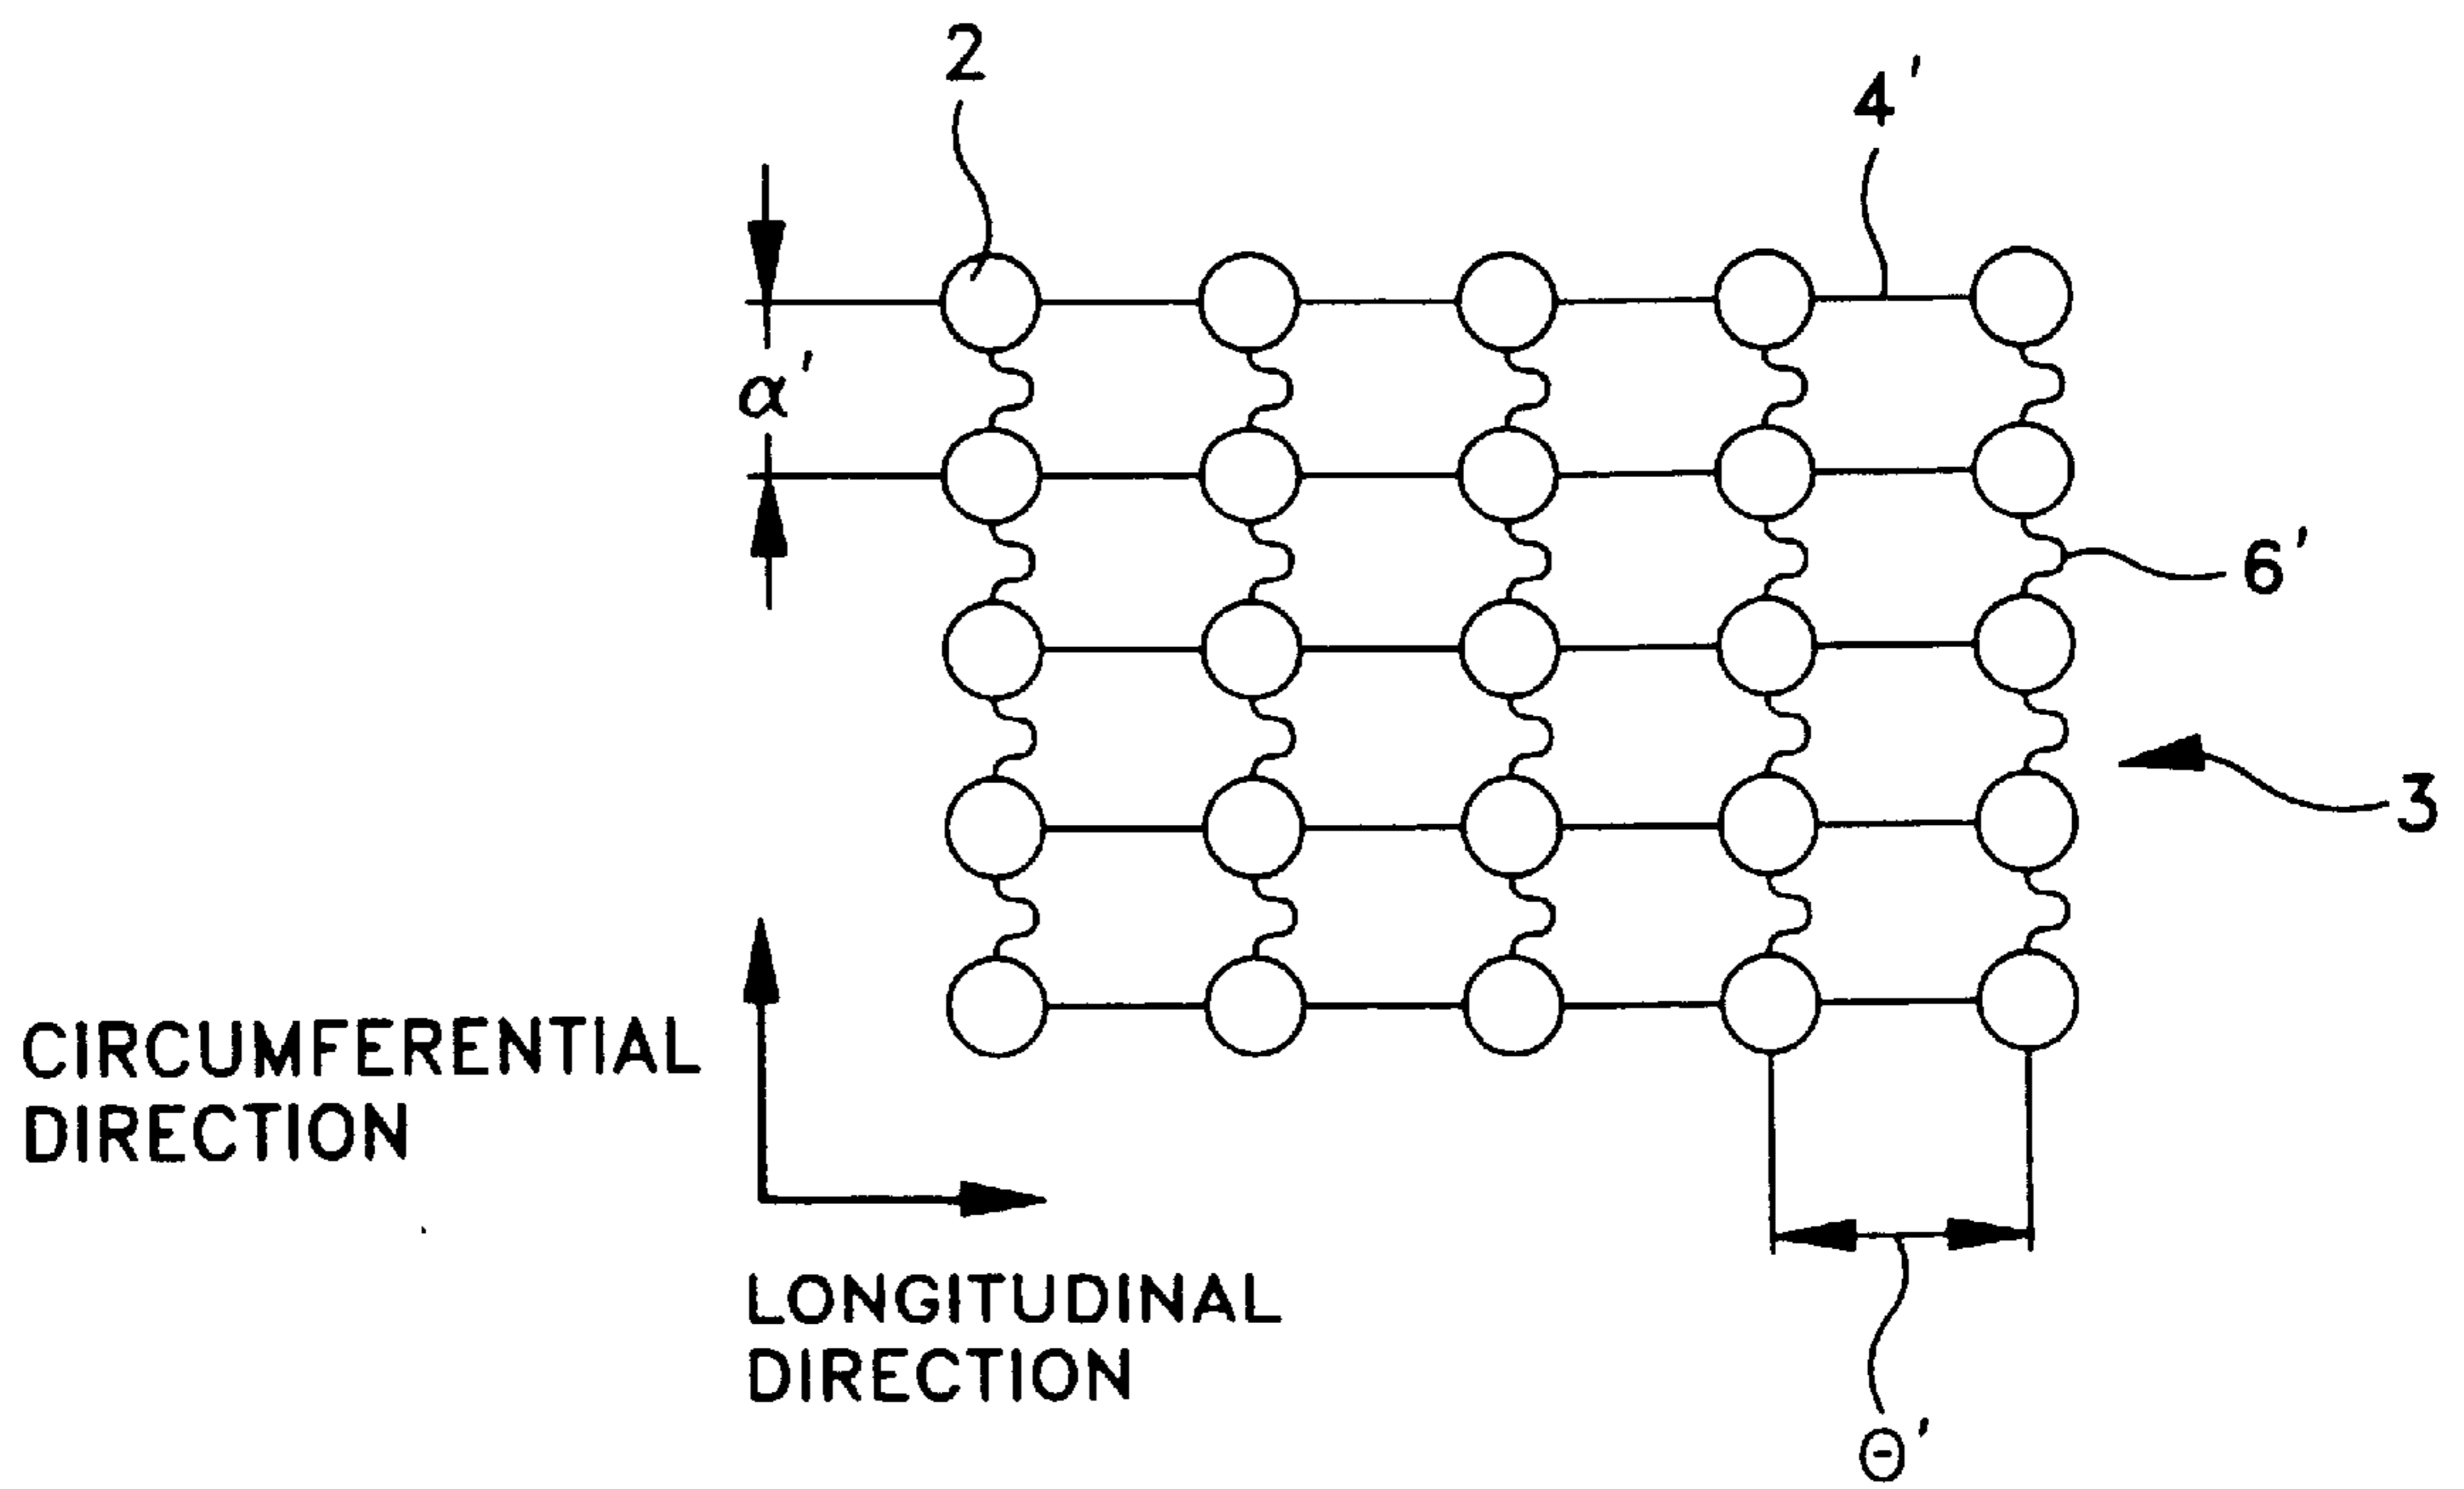 2
4'
α'
6'
3
CIRCUMFERENTIAL
DIRECTION
LONGITUDINAL
DIRECTION
Θ'